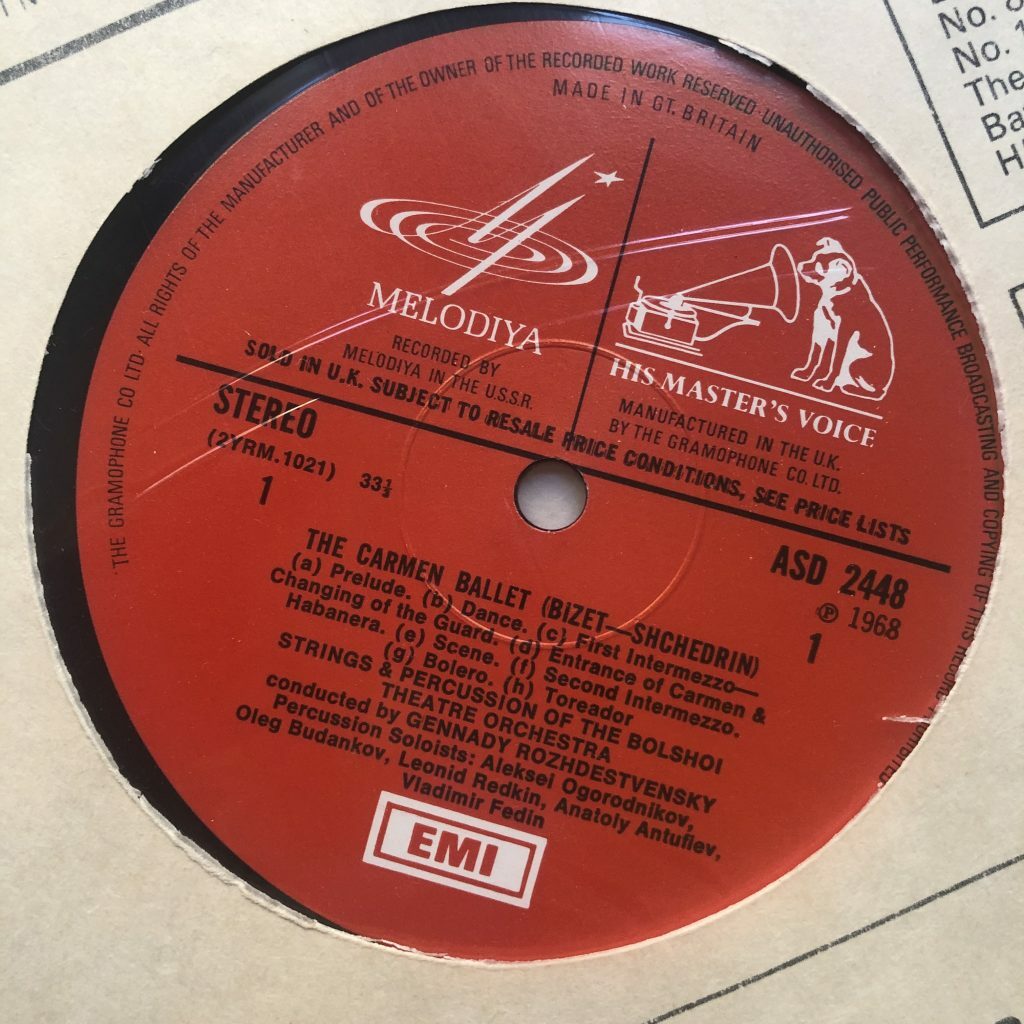 THE GRAMOPHONE CO LTD· ALL RIGHTS OF THE MANUFACTURER AND OF THE OWNER OF THE RECORDED WORK RESERVED·UNAUTHORISED PUBLIC PERFORMANCE BROADCASTING AND COPYING OF THIS RECORD
MADE IN GT. BRITAIN
MELODIYA
RECORDED BY
MELODIYA IN THE U.S.S.R.
HIS MASTER'S VOICE
MANUFACTURED IN THE U.K.
BY THE GRAMOPHONE CO. LTD.
SOLD IN U.K. SUBJECT TO RESALE PRICE CONDITIONS, SEE PRICE LISTS
STEREO
(2YRM.1021)
1 33⅓
ASD 2448
℗ 1968
1
THE CARMEN BALLET (BIZET—SHCHEDRIN)
(a) Prelude. (b) Dance. (c) First Intermezzo—
Changing of the Guard. (d) Entrance of Carmen &
Habanera. (e) Scene. (f) Second Intermezzo.
(g) Bolero. (h) Toreador
STRINGS & PERCUSSION OF THE BOLSHOI
THEATRE ORCHESTRA
conducted by GENNADY ROZHDESTVENSKY
Percussion Soloists: Aleksei Ogorodnikov,
Oleg Budankov, Leonid Redkin, Anatoly Antufiev,
Vladimir Fedin
EMI
No.
No. 1
The